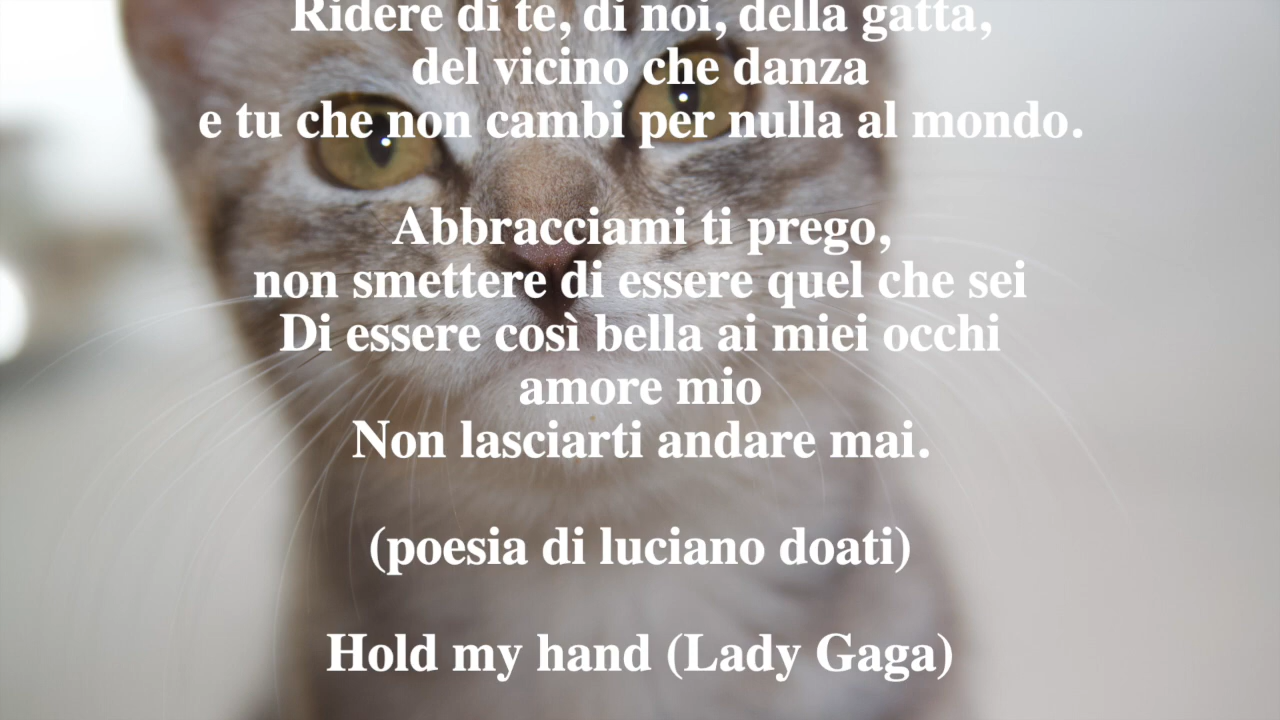 Ridere di te, di noi, della gatta,
del vicino che danza
e tu che non cambi per nulla al mondo.
Abbracciami ti prego,
non smettere di essere quel che sei
Di essere così bella ai miei occhi
amore mio
Non lasciarti andare mai.
(poesia di luciano doati)
Hold my hand (Lady Gaga)